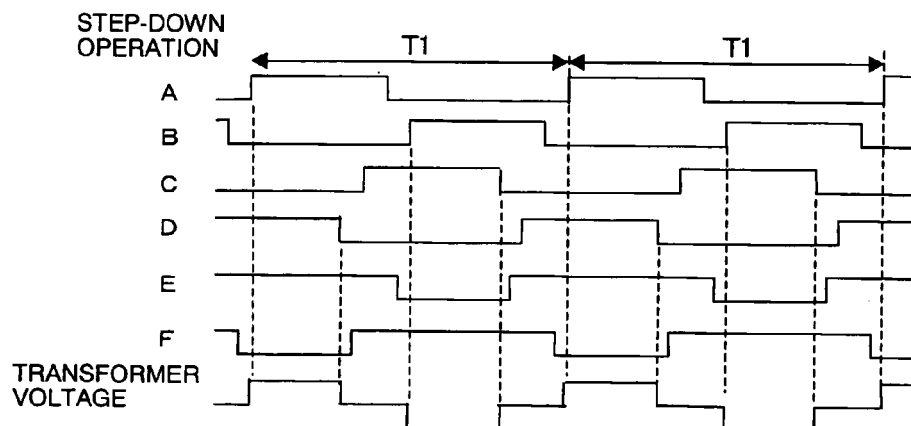 STEP-DOWN
OPERATION
T1 T1
A
B
C
D
E
F
TRANSFORMER
VOLTAGE